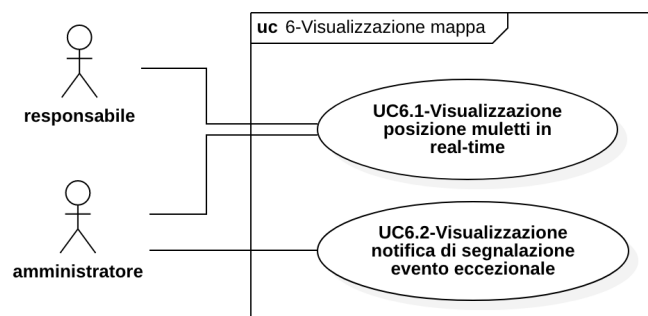 uc 6-Visualizzazione mappa
responsabile
UC6.1-Visualizzazione
posizione muletti in
real-time
amministratore
UC6.2-Visualizzazione
notifica di segnalazione
evento eccezionale